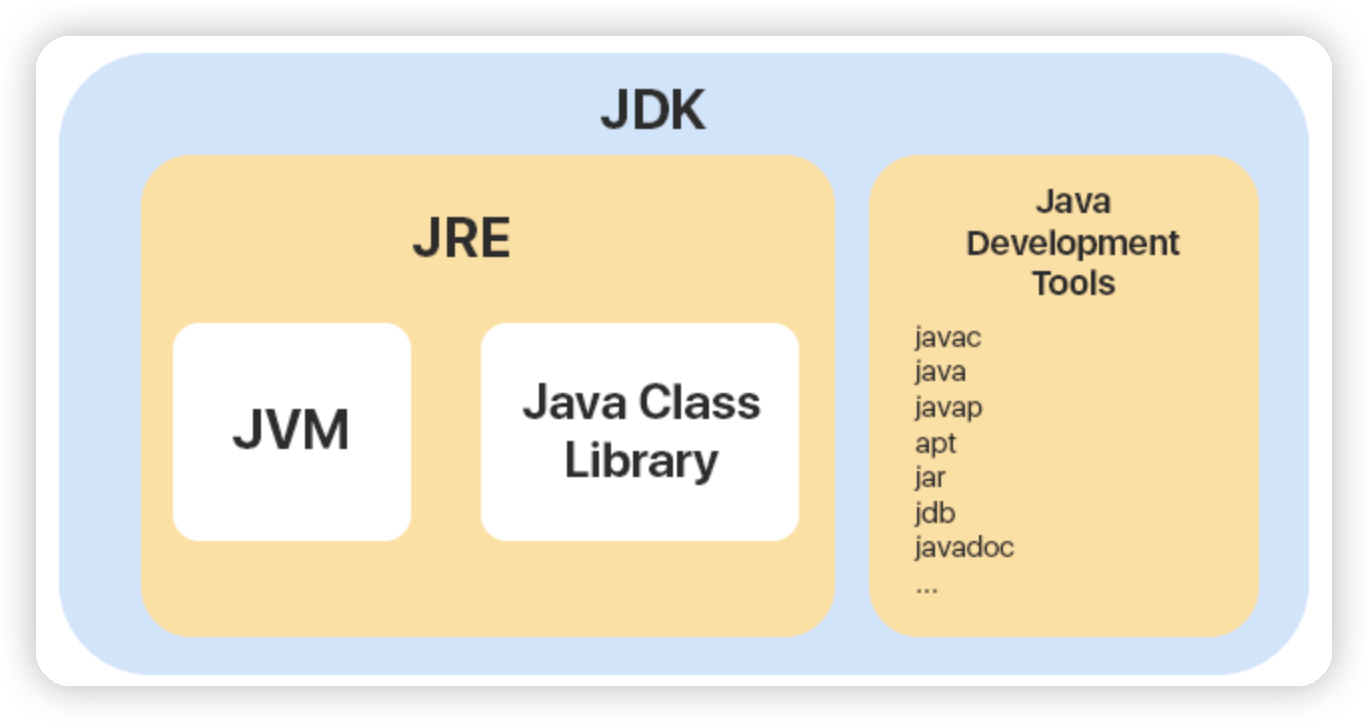 JDK
JRE
JVM
Java Class
Library
Java
Development
Tools
javac
java
javap
apt
jar
jdb
javadoc
...